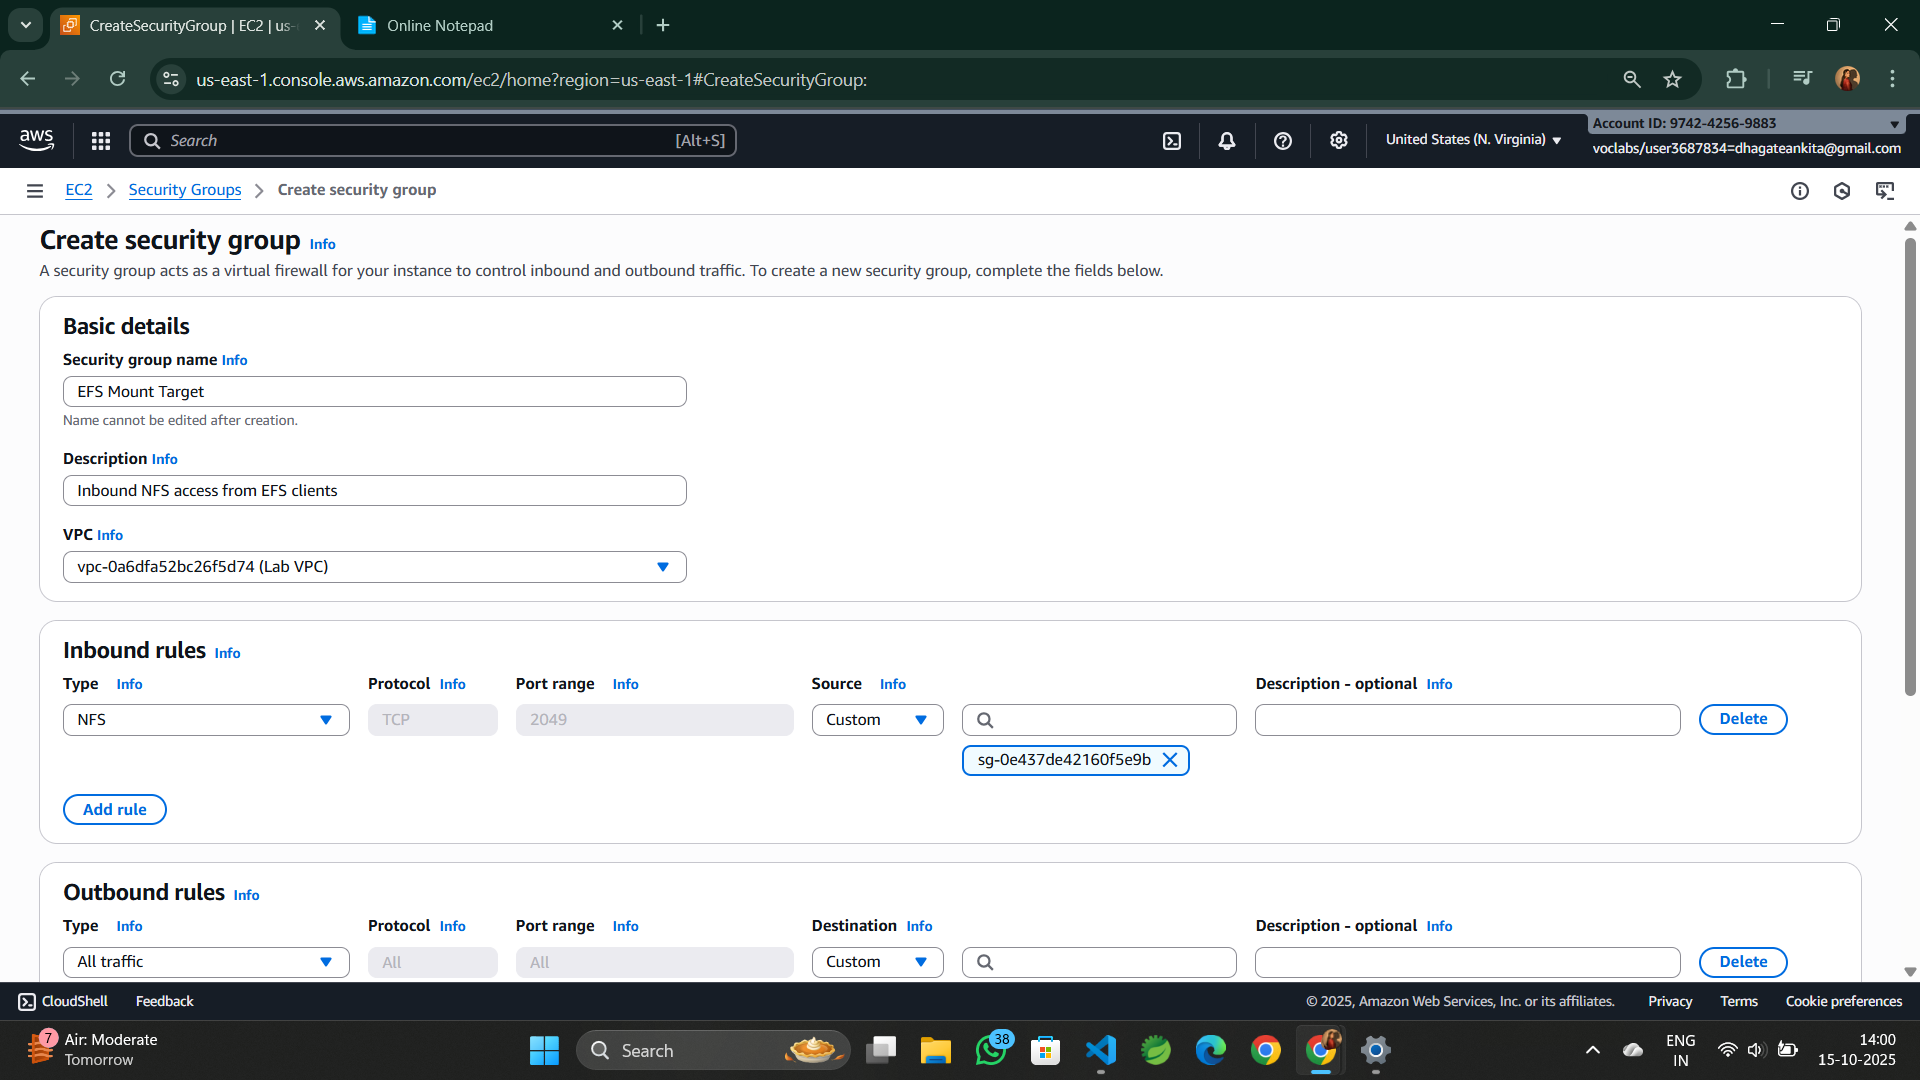 CreateSecurityGroup | EC2 | us-
Online Notepad
us-east-1.console.aws.amazon.com/ec2/home?region=us-east-1#CreateSecurityGroup:
aws
Search
[Alt+S]
United States (N. Virginia)
Account ID: 9742-4256-9883
voclabs/user3687834=dhagateankita@gmail.com
EC2
Security Groups
Create security group
Create security group Info
A security group acts as a virtual firewall for your instance to control inbound and outbound traffic. To create a new security group, complete the fields below.
Basic details
Security group name Info
EFS Mount Target
Name cannot be edited after creation.
Description Info
Inbound NFS access from EFS clients
VPC Info
vpc-0a6dfa52bc26f5d74 (Lab VPC)
Inbound rules Info
Type Info Protocol Info Port range Info Source Info Description - optional Info
NFS TCP 2049 Custom Delete
sg-0e437de42160f5e9b
Add rule
Outbound rules Info
Type Info Protocol Info Port range Info Destination Info Description - optional Info
All traffic All All Custom Delete
CloudShell Feedback © 2025, Amazon Web Services, Inc. or its affiliates. Privacy Terms Cookie preferences
7
Air: Moderate
Tomorrow
Search
38
ENG
IN
14:00
15-10-2025